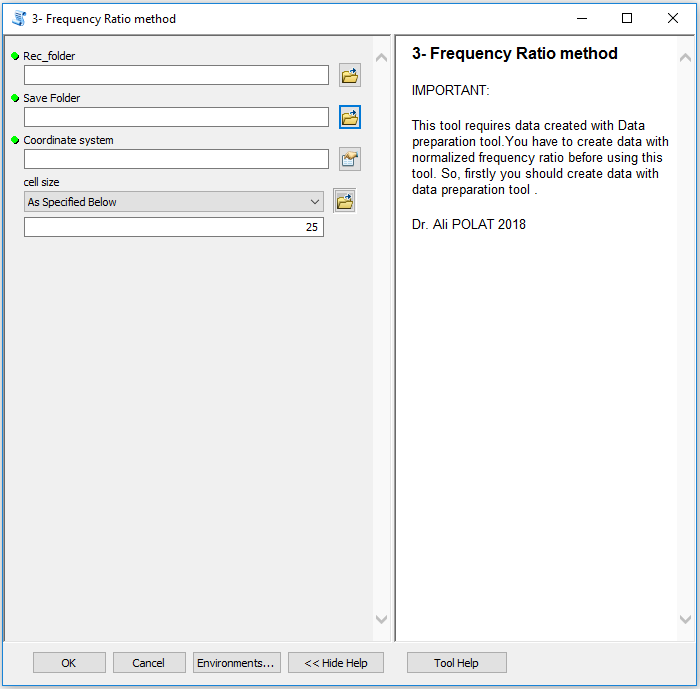 3- Frequency Ratio method
Rec_folder
Save Folder
Coordinate system
cell size
As Specified Below
25
3- Frequency Ratio method
IMPORTANT:
This tool requires data created with Data
preparation tool.You have to create data with
normalized frequency ratio before using this
tool. So, firstly you should create data with
data preparation tool .
Dr. Ali POLAT 2018
OK
Cancel
Environments...
<< Hide Help
Tool Help